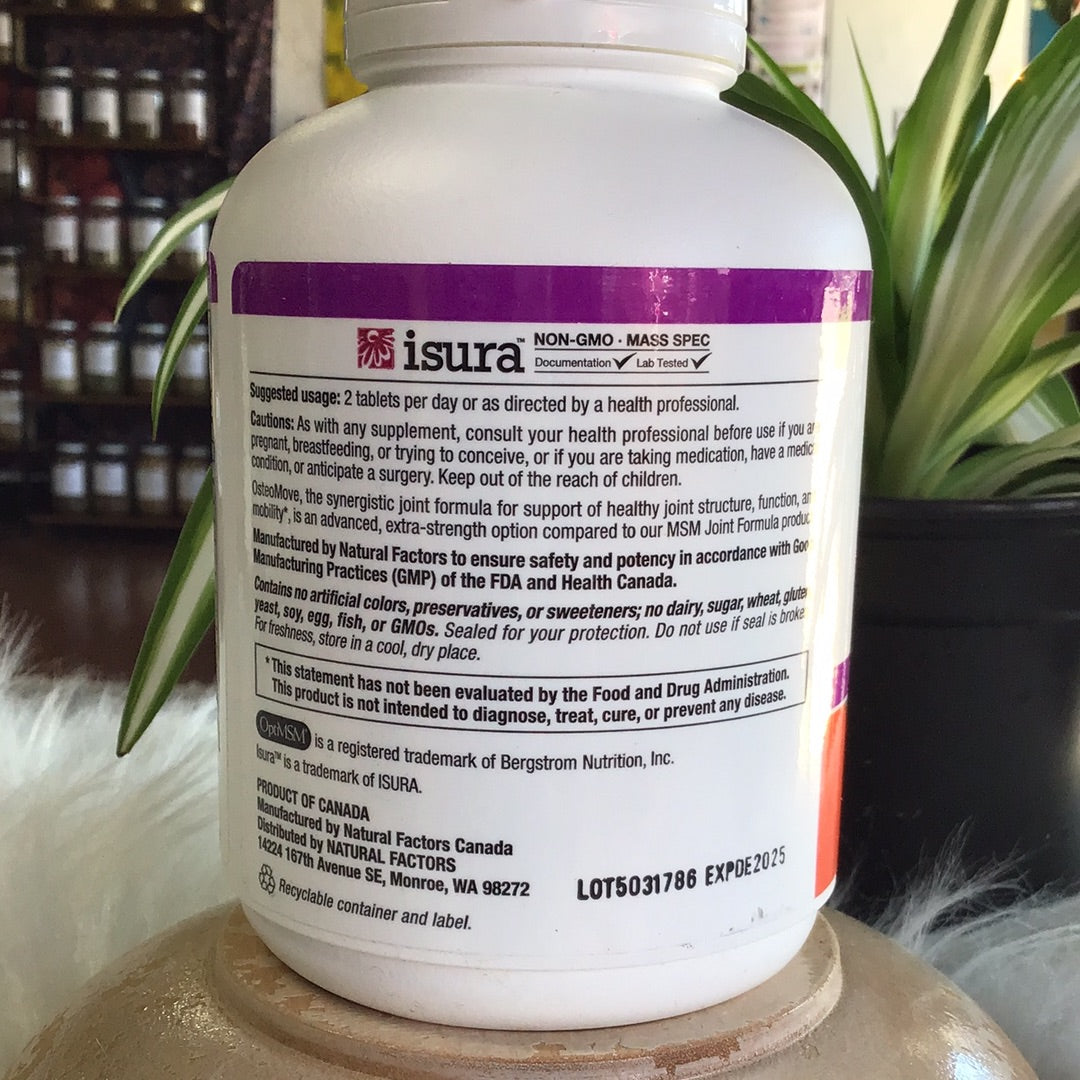 isura™
NON-GMO · MASS SPEC
Documentation ✓ Lab Tested ✓
Suggested usage: 2 tablets per day or as directed by a health professional.
Cautions: As with any supplement, consult your health professional before use if you
pregnant, breastfeeding, or trying to conceive, or if you are taking medication, have a
condition, or anticipate a surgery. Keep out of the reach of children.
OsteoMove, the synergistic joint formula for support of healthy joint structure, function,
mobility*, is an advanced, extra-strength option compared to our MSM Joint Formula
Manufactured by Natural Factors to ensure safety and potency in accordance with
Manufacturing Practices (GMP) of the FDA and Health Canada.
Contains no artificial colors, preservatives, or sweeteners; no dairy, sugar, wheat,
yeast, soy, egg, fish, or GMOs. Sealed for your protection. Do not use if seal is
For freshness, store in a cool, dry place.
*This statement has not been evaluated by the Food and Drug Administration.
This product is not intended to diagnose, treat, cure, or prevent any disease.
OptiMSM® is a registered trademark of Bergstrom Nutrition, Inc.
Isura™ is a trademark of ISURA.
PRODUCT OF CANADA
Manufactured by Natural Factors Canada
Distributed by NATURAL FACTORS
14224 167th Avenue SE, Monroe, WA 98272
Recyclable container and label.
LOT5031786 EXPDE2025